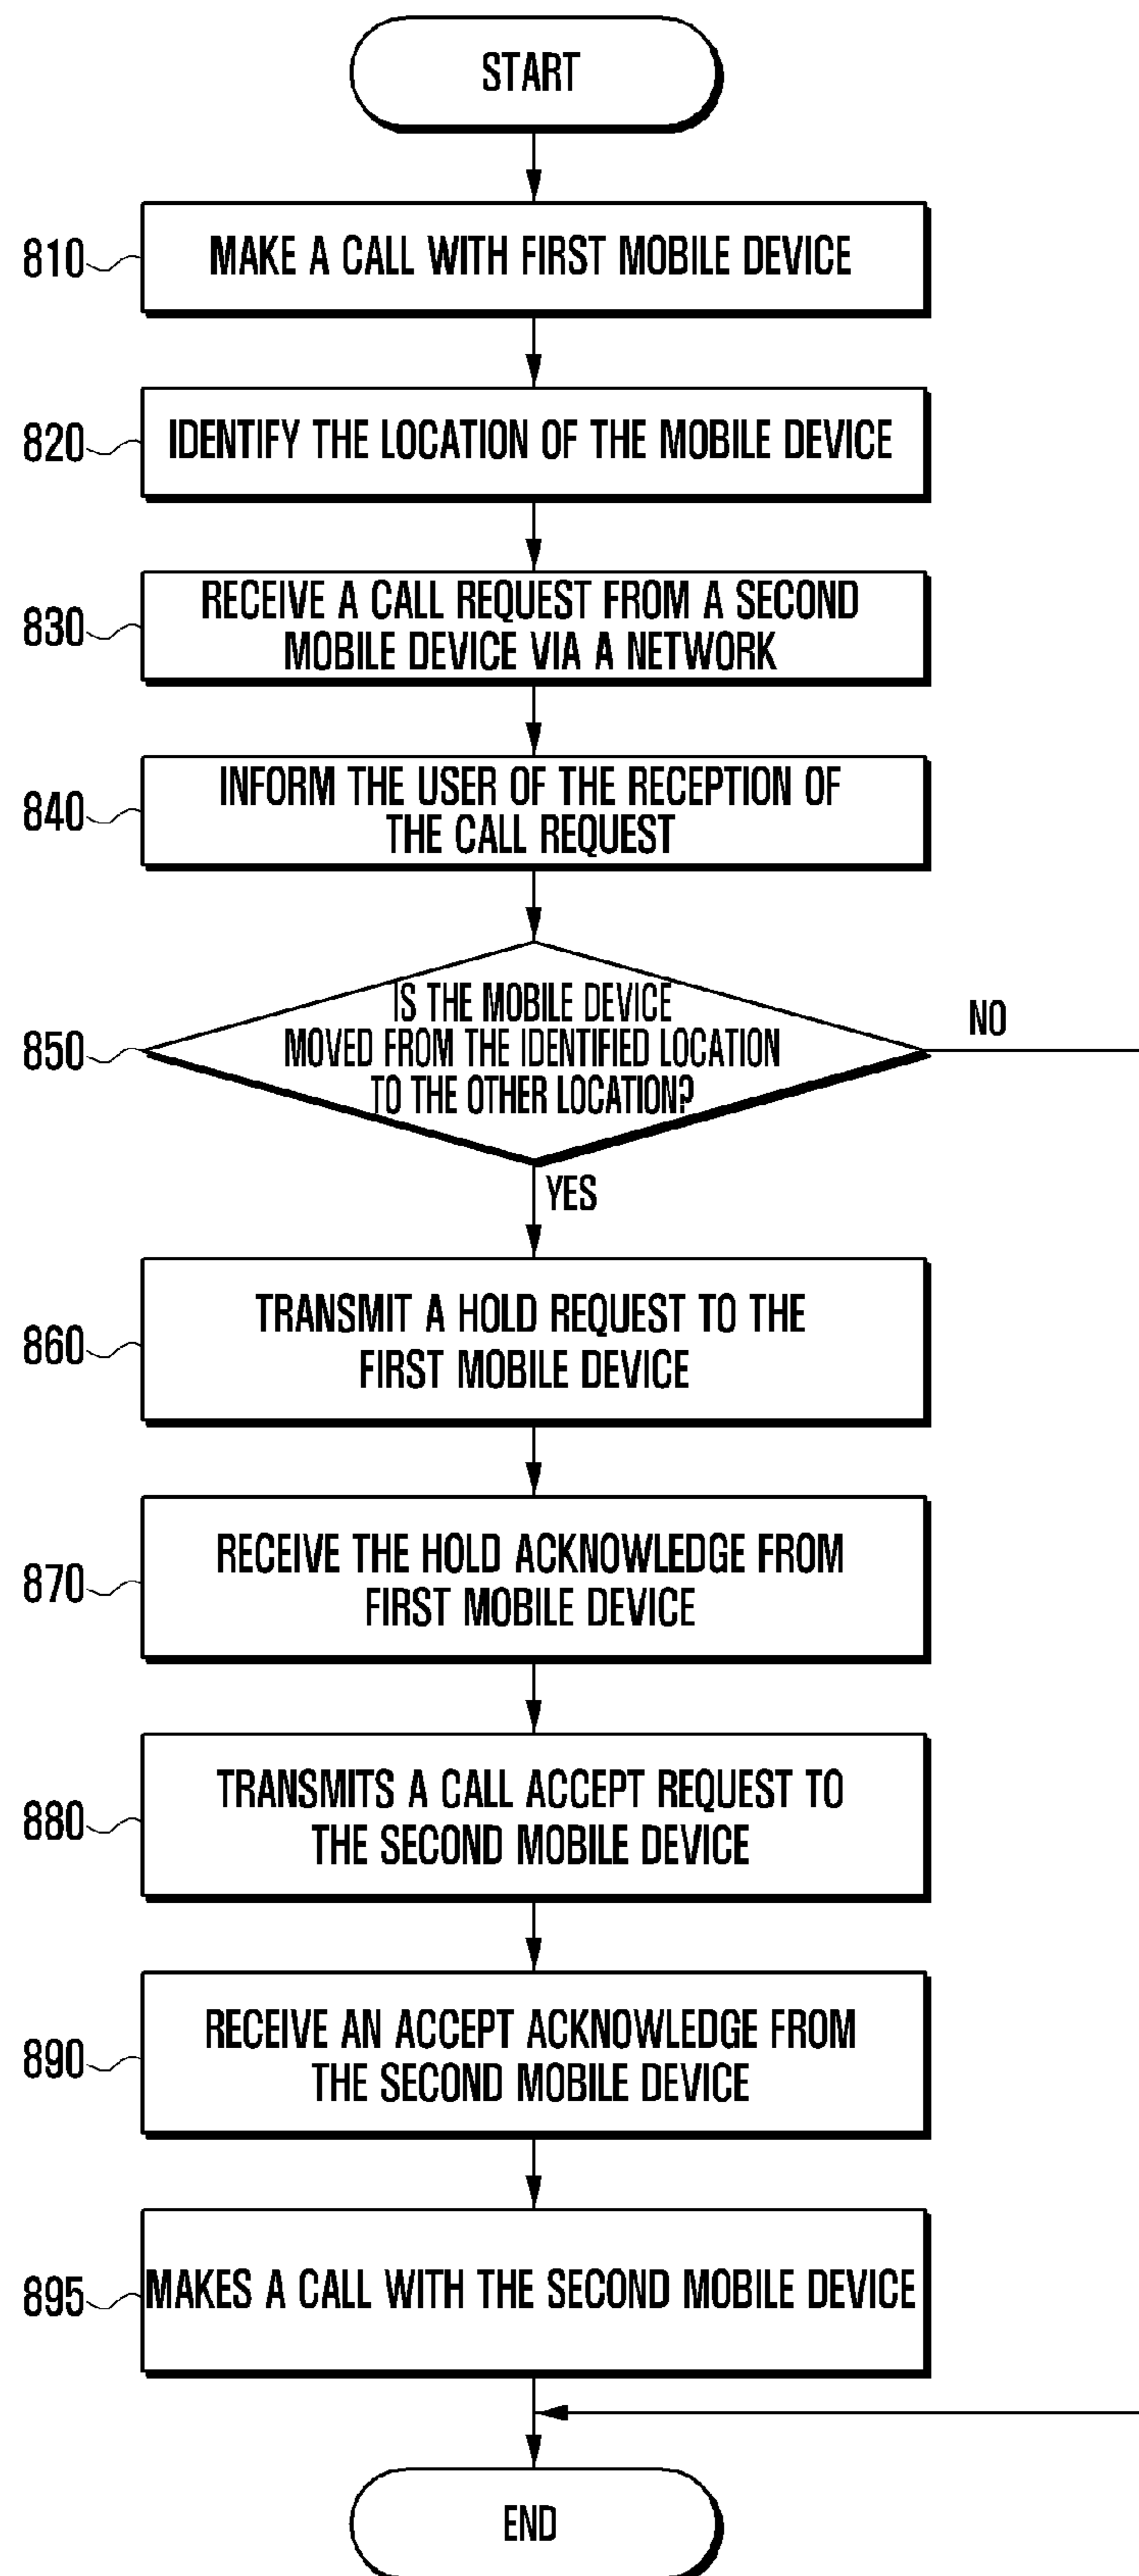 START
810
MAKE A CALL WITH FIRST MOBILE DEVICE
820
IDENTIFY THE LOCATION OF THE MOBILE DEVICE
830
RECEIVE A CALL REQUEST FROM A SECOND
MOBILE DEVICE VIA A NETWORK
840
INFORM THE USER OF THE RECEPTION OF
THE CALL REQUEST
850
IS THE MOBILE DEVICE
MOVED FROM THE IDENTIFIED LOCATION
TO THE OTHER LOCATION?
NO
YES
860
TRANSMIT A HOLD REQUEST TO THE
FIRST MOBILE DEVICE
870
RECEIVE THE HOLD ACKNOWLEDGE FROM
FIRST MOBILE DEVICE
880
TRANSMITS A CALL ACCEPT REQUEST TO
THE SECOND MOBILE DEVICE
890
RECEIVE AN ACCEPT ACKNOWLEDGE FROM
THE SECOND MOBILE DEVICE
895
MAKES A CALL WITH THE SECOND MOBILE DEVICE
END